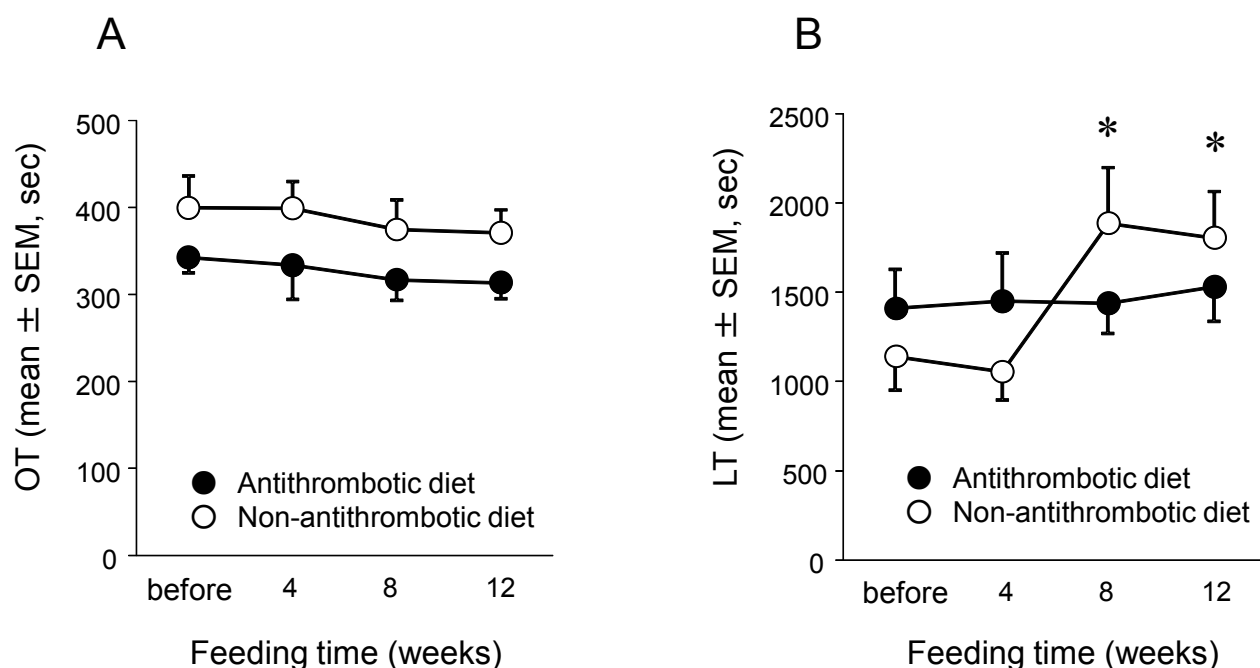 A
OT (mean ± SEM, sec)
500
400
300
200
100
0
Antithrombotic diet
Non-antithrombotic diet
before 4 8 12
Feeding time (weeks)
B
LT (mean ± SEM, sec)
2500
2000
1500
1000
500
0
* *
Antithrombotic diet
Non-antithrombotic diet
before 4 8 12
Feeding time (weeks)